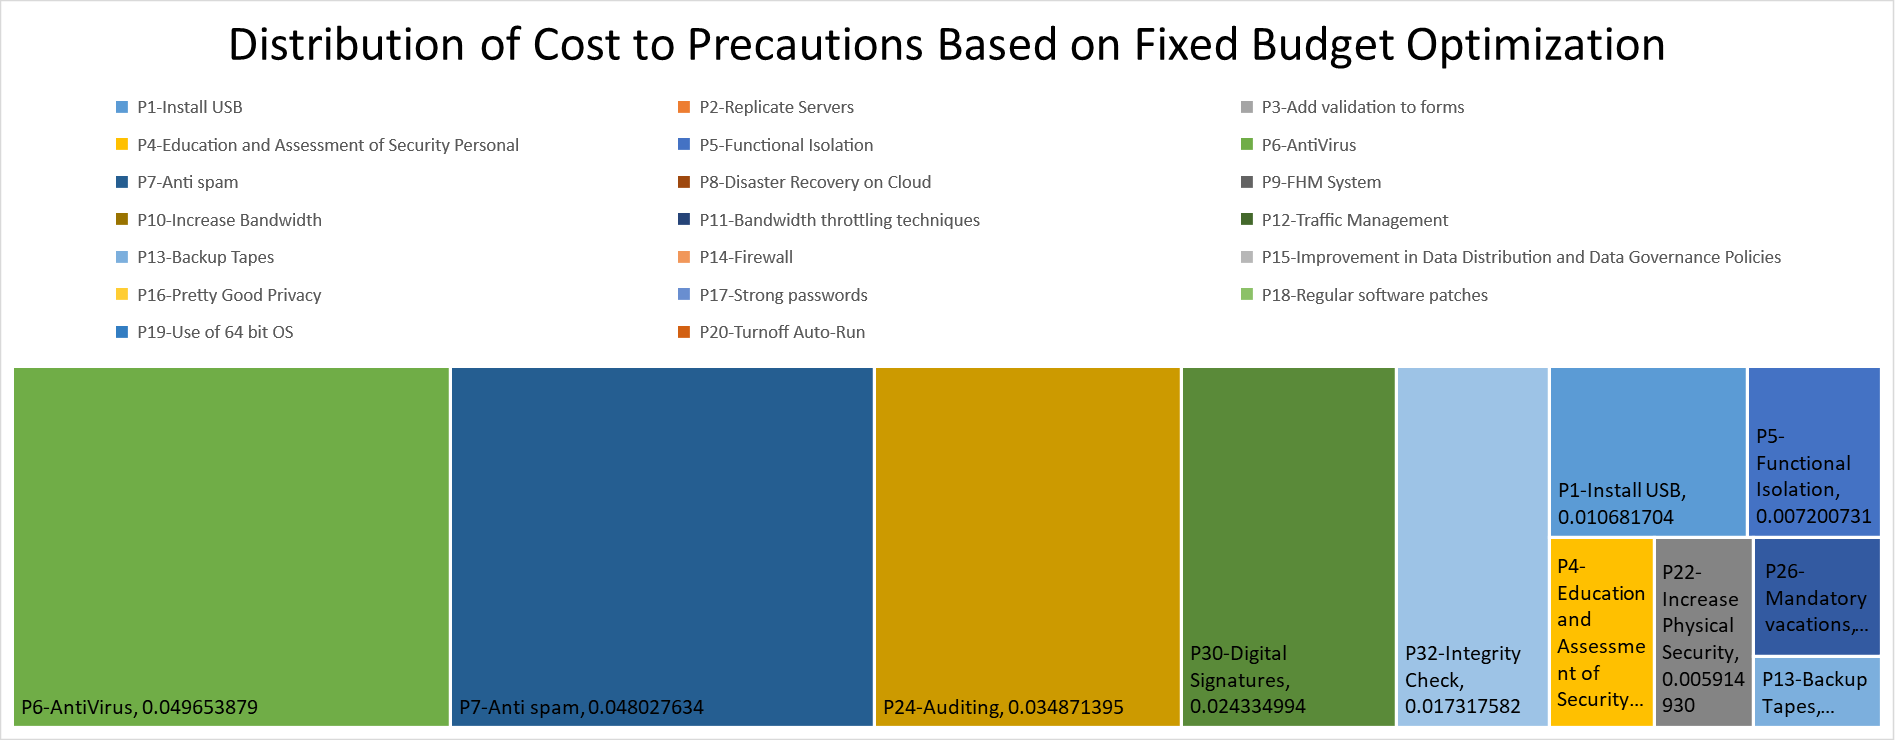 Distribution of Cost to Precautions Based on Fixed Budget Optimization
P1-Install USB
P2-Replicate Servers
P3-Add validation to forms
P4-Education and Assessment of Security Personal
P5-Functional Isolation
P6-AntiVirus
P7-Anti spam
P8-Disaster Recovery on Cloud
P9-FHM System
P10-Increase Bandwidth
P11-Bandwidth throttling techniques
P12-Traffic Management
P13-Backup Tapes
P14-Firewall
P15-Improvement in Data Distribution and Data Governance Policies
P16-Pretty Good Privacy
P17-Strong passwords
P18-Regular software patches
P19-Use of 64 bit OS
P20-Turnoff Auto-Run
P6-AntiVirus, 0.049653879
P7-Anti spam, 0.048027634
P24-Auditing, 0.034871395
P30-Digital
Signatures,
0.024334994
P32-Integrity
Check,
0.017317582
P1-Install USB,
0.010681704
P5-
Functional
Isolation,
0.007200731
P4-
Education
and
Assessme
nt of
Security...
P22-
Increase
Physical
Security,
0.005914
930
P26-
Mandatory
vacations,...
P13-Backup
Tapes,...